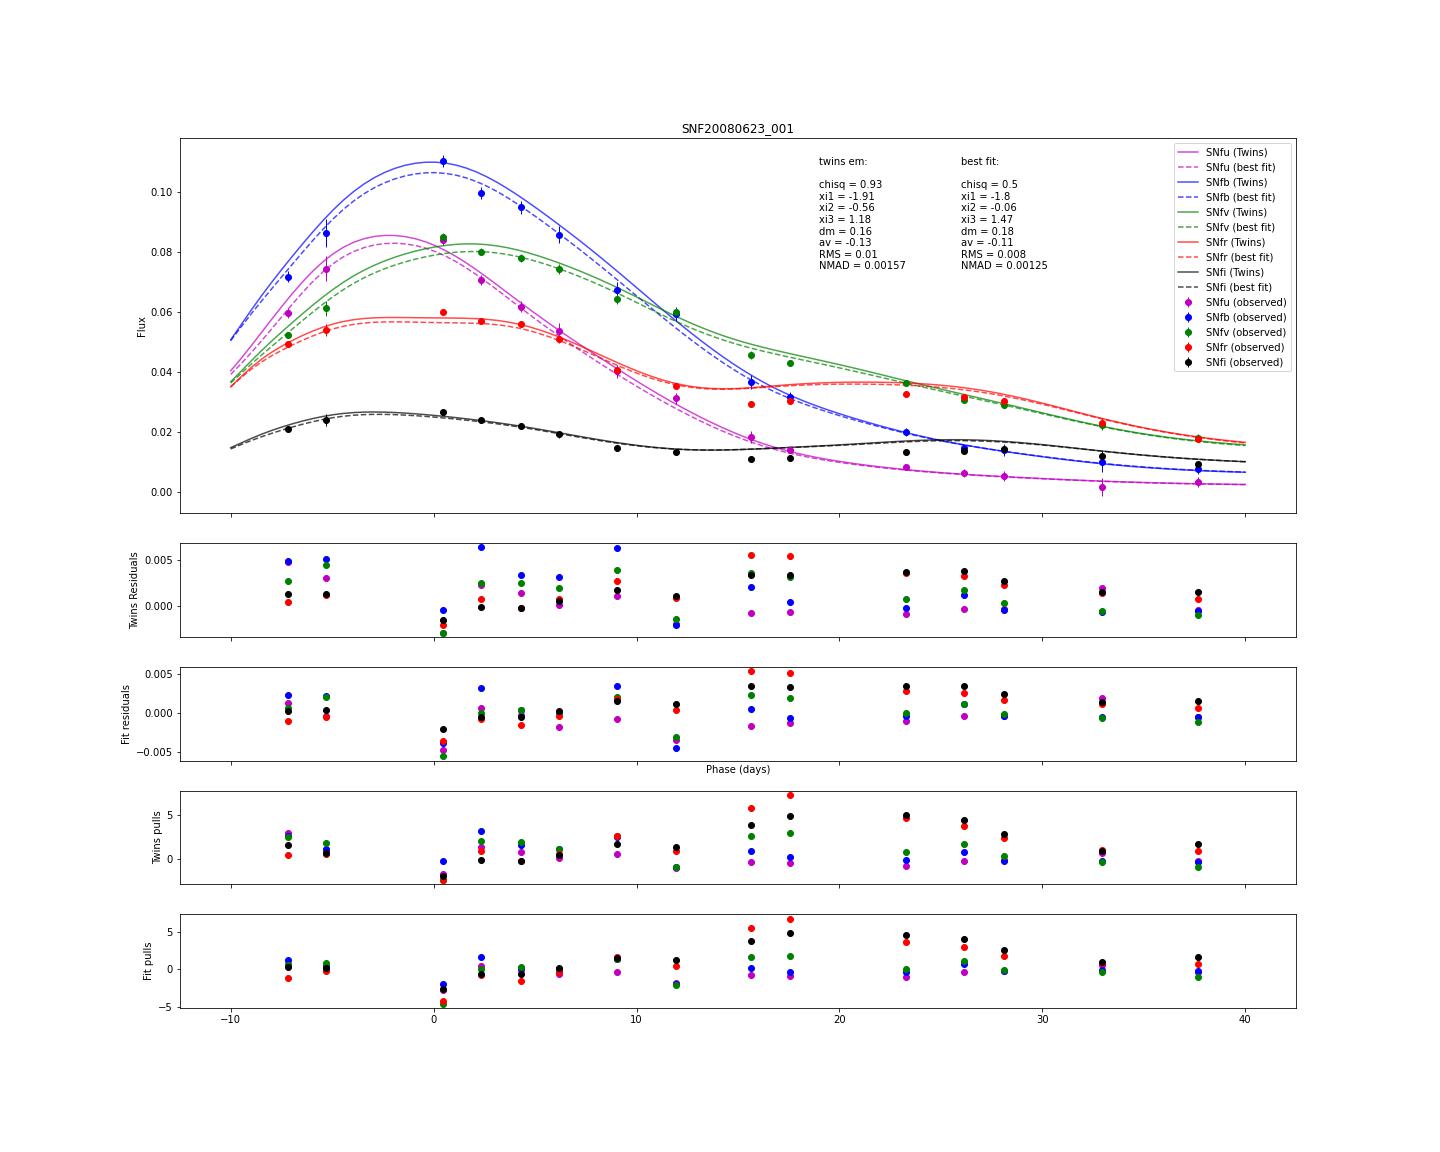 SNF20080623_001
twins em:
chisq = 0.93
xi1 = -1.91
xi2 = -0.56
xi3 = 1.18
dm = 0.16
av = -0.13
RMS = 0.01
NMAD = 0.00157
best fit:
chisq = 0.5
xi1 = -1.8
xi2 = -0.06
xi3 = 1.47
dm = 0.18
av = -0.11
RMS = 0.008
NMAD = 0.00125
SNfu (Twins)
SNfu (best fit)
SNfb (Twins)
SNfb (best fit)
SNfv (Twins)
SNfv (best fit)
SNfr (Twins)
SNfr (best fit)
SNfi (Twins)
SNfi (best fit)
SNfu (observed)
SNfb (observed)
SNfv (observed)
SNfr (observed)
SNfi (observed)
Flux
0.10
0.08
0.06
0.04
0.02
0.00
Twins Residuals
0.005
0.000
Fit residuals
0.005
0.000
−0.005
Phase (days)
Twins pulls
5
0
Fit pulls
5
0
−5
−10
0
10
20
30
40